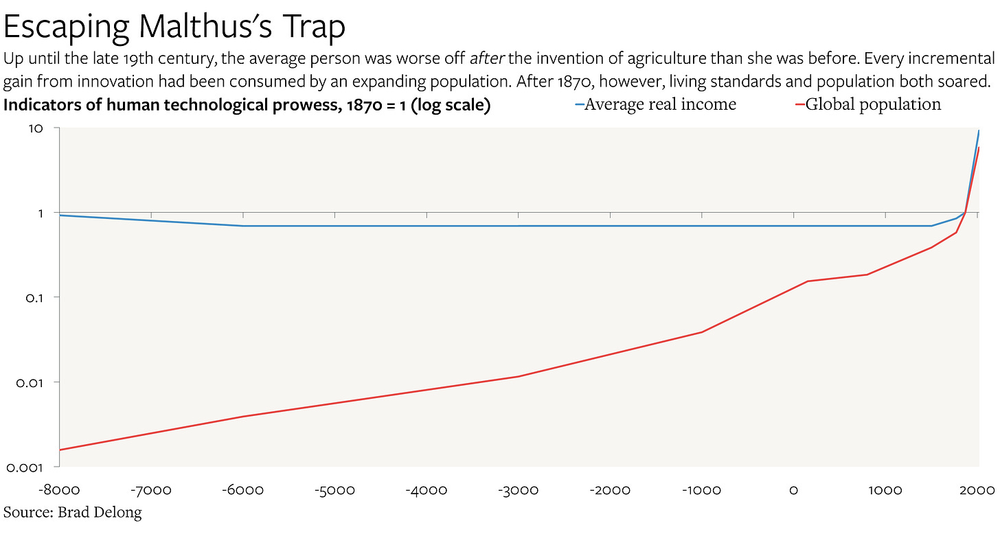 Escaping Malthus's Trap
Up until the late 19th century, the average person was worse off after the invention of agriculture than she was before. Every incremental
gain from innovation had been consumed by an expanding population. After 1870, however, living standards and population both soared.
Indicators of human technological prowess, 1870 = 1 (log scale)
Average real income
Global population
10
1
0.1
0.01
0.001
-8000 -7000 -6000 -5000 -4000 -3000 -2000 -1000 0 1000 2000
Source: Brad Delong